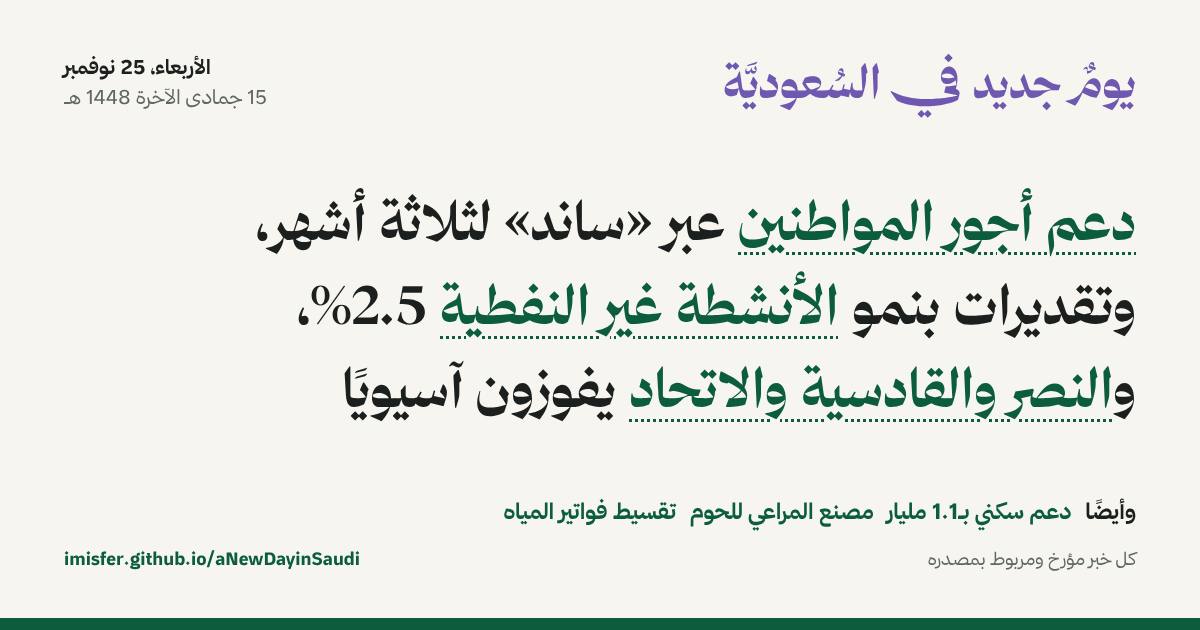 يومٌ جديد في السُعوديَّة
الأربعاء، 25 نوفمبر
15 جمادى الآخرة 1448 هـ
دعم أجور المواطنين عبر «ساند» لثلاثة أشهر،
وتقديرات بنمو الأنشطة غير النفطية 2.5%،
والنصر والقادسية والاتحاد يفوزون آسيويًا
وأيضًا دعم سكني بـ1.1 مليار مصنع المراعي للحوم تقسيط فواتير المياه
كل خبر مؤرخ ومربوط بمصدره
imisfer.github.io/aNewDayinSaudi